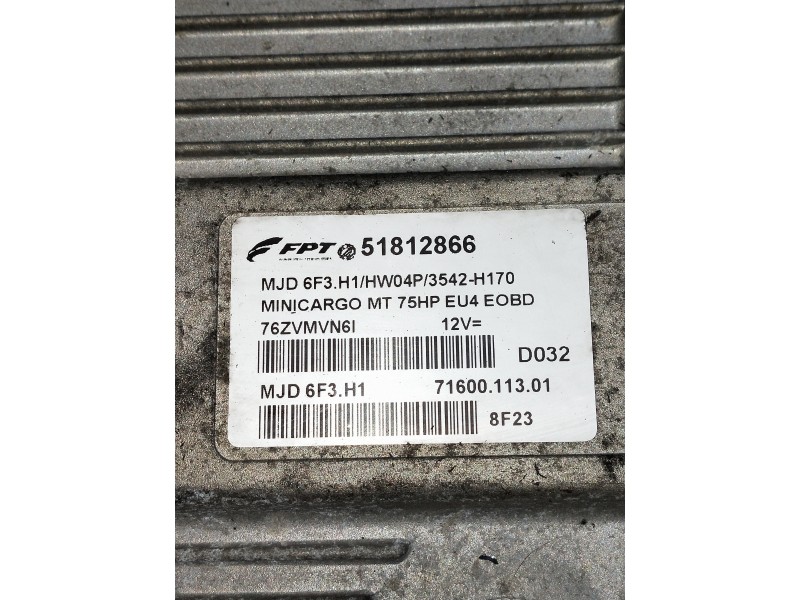 FPT 51812866
MJD 6F3.H1/HW04P/3542-H170
MINICARGO MT 75HP EU4 EOBD
76ZVMVN6I 12V=
D032
MJD 6F3.H1 71600.113.01
8F23